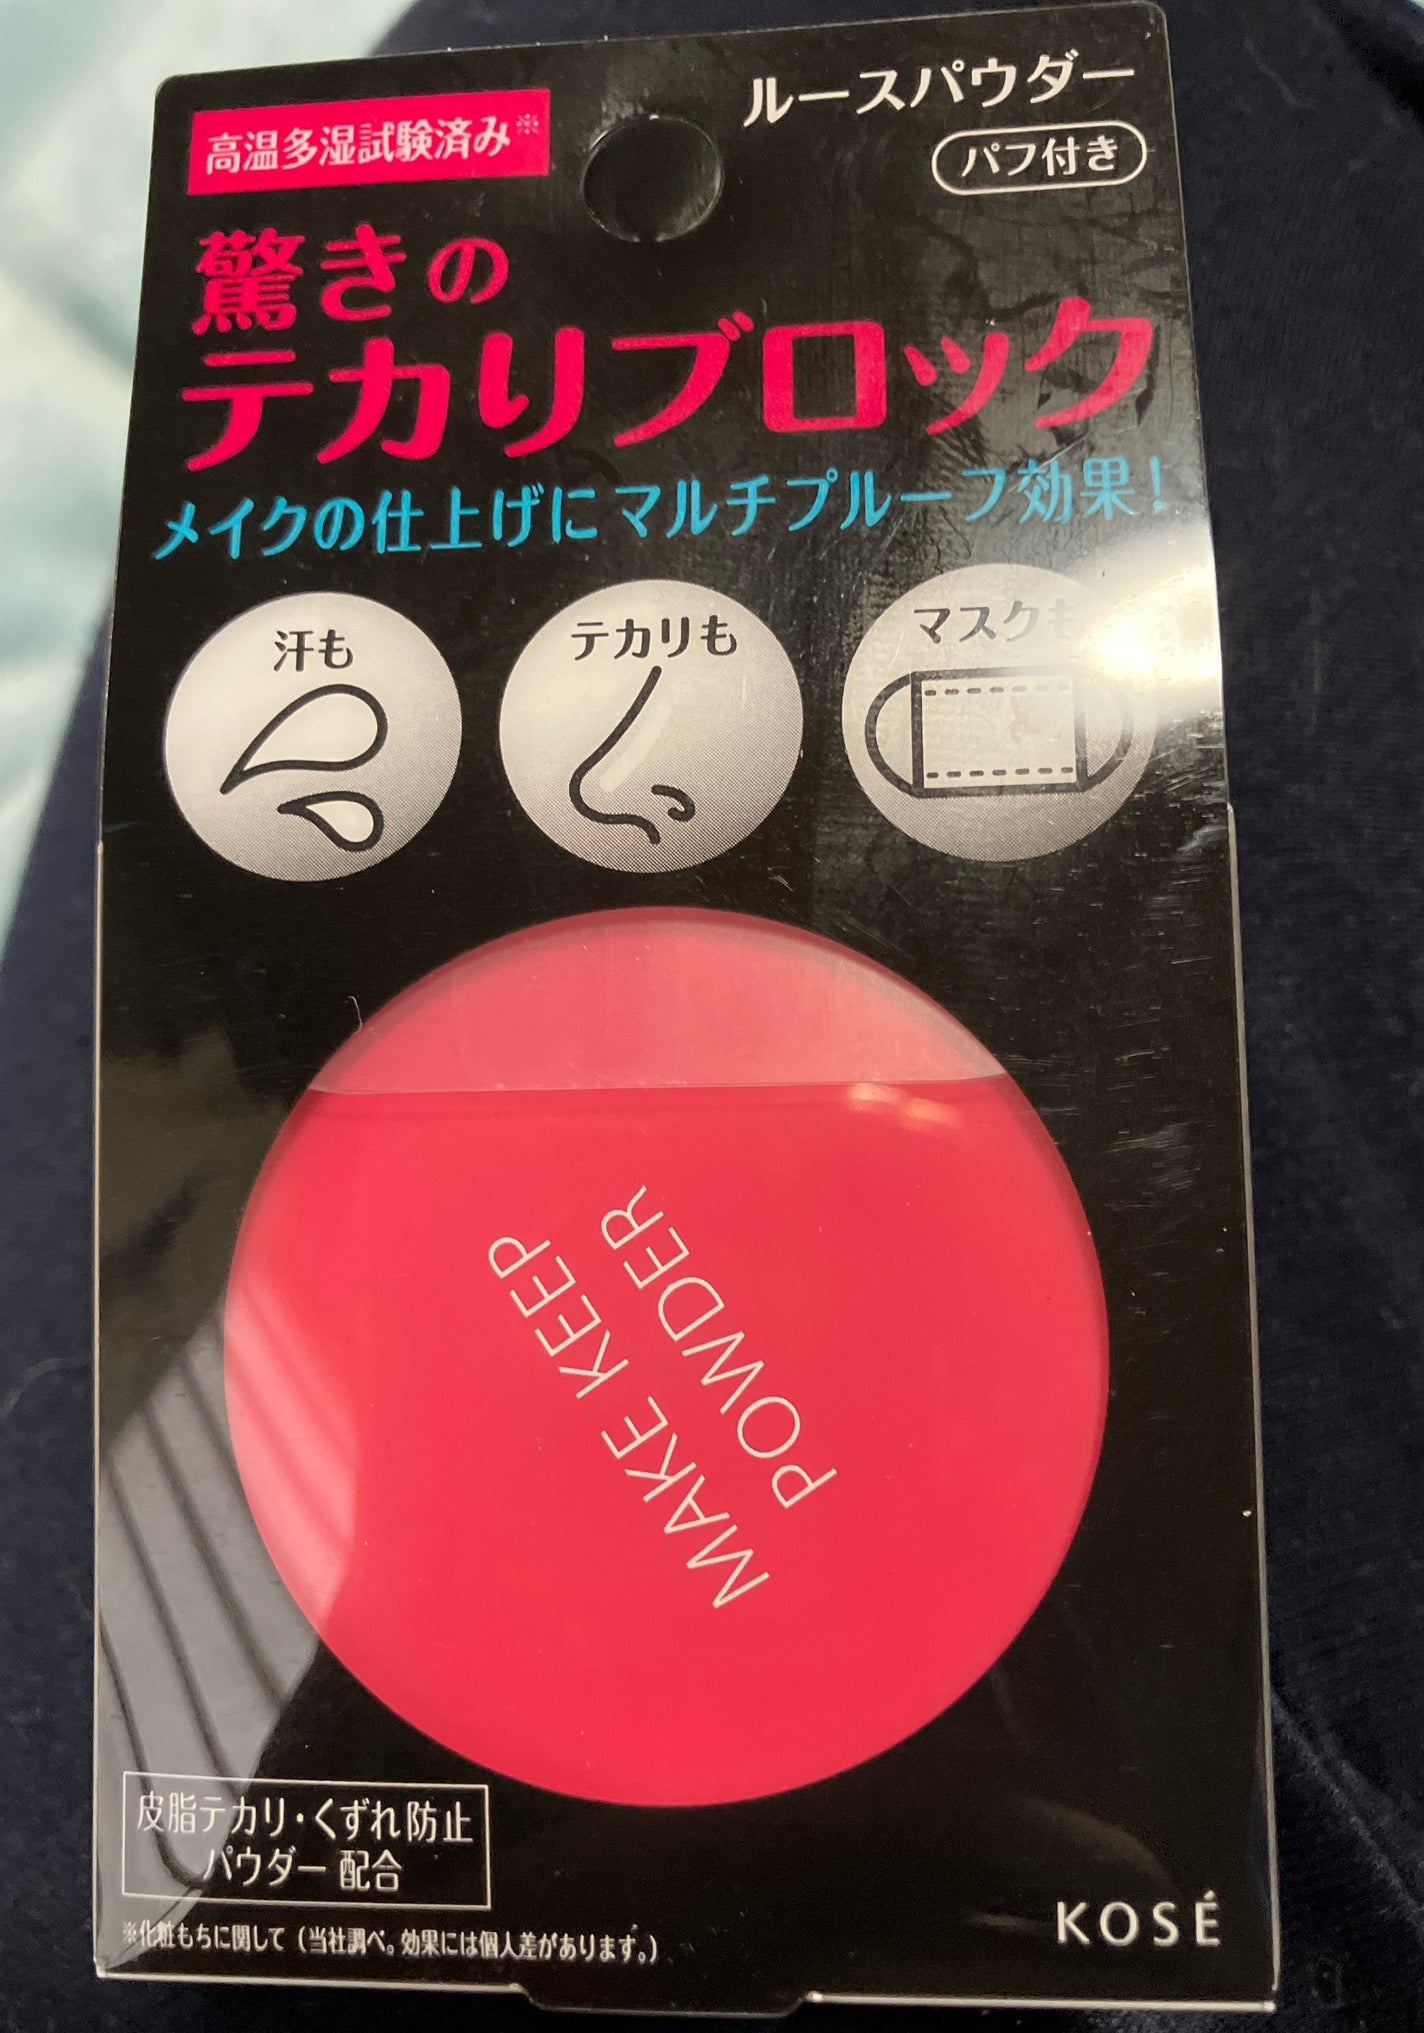 高温多湿試験済み※
ルースパウダー
パフ付き
驚きの
テカリブロック
メイクの仕上げにマルチプルーフ効果！
汗も
テカリも
マスクも
MAKE KEEP
POWDER
皮脂テカリ・くずれ防止
パウダー配合
※化粧もちに関して（当社調べ。効果には個人差があります。）
KOSÉ